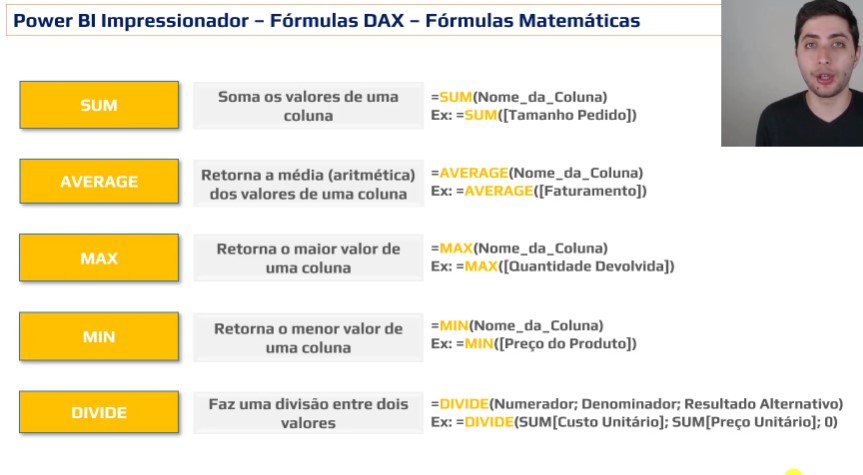 Power BI Impressionador – Fórmulas DAX – Fórmulas Matemáticas
SUM
Soma os valores de uma
coluna
=SUM(Nome_da_Coluna)
Ex: =SUM([Tamanho Pedido])
AVERAGE
Retorna a média (aritmética)
dos valores de uma coluna
=AVERAGE(Nome_da_Coluna)
Ex: =AVERAGE([Faturamento])
MAX
Retorna o maior valor de
uma coluna
=MAX(Nome_da_Coluna)
Ex: =MAX([Quantidade Devolvida])
MIN
Retorna o menor valor de
uma coluna
=MIN(Nome_da_Coluna)
Ex: =MIN([Preço do Produto])
DIVIDE
Faz uma divisão entre dois
valores
=DIVIDE(Numerador; Denominador; Resultado Alternativo)
Ex: =DIVIDE(SUM[Custo Unitário]; SUM[Preço Unitário]; 0)